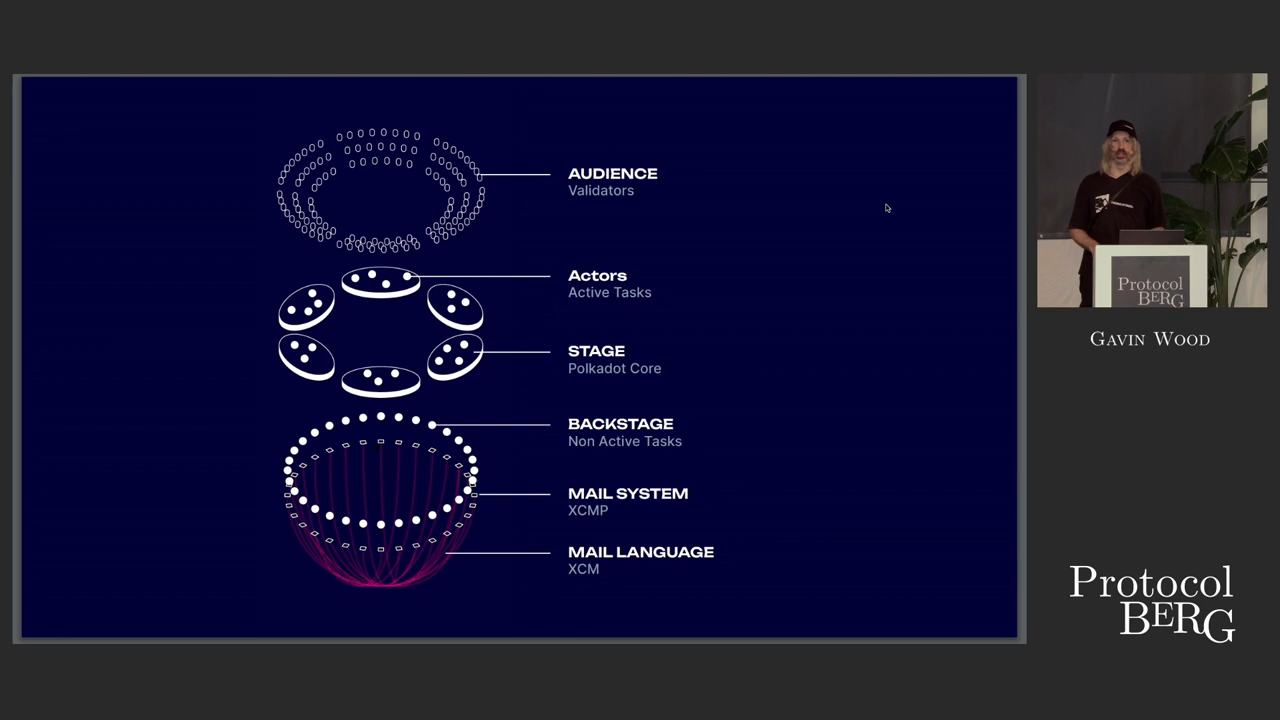 AUDIENCE
Validators
Actors
Active Tasks
STAGE
Polkadot Core
BACKSTAGE
Non Active Tasks
MAIL SYSTEM
XCMP
MAIL LANGUAGE
XCM
Protocol
BERG
GAVIN WOOD
Protocol
BERG